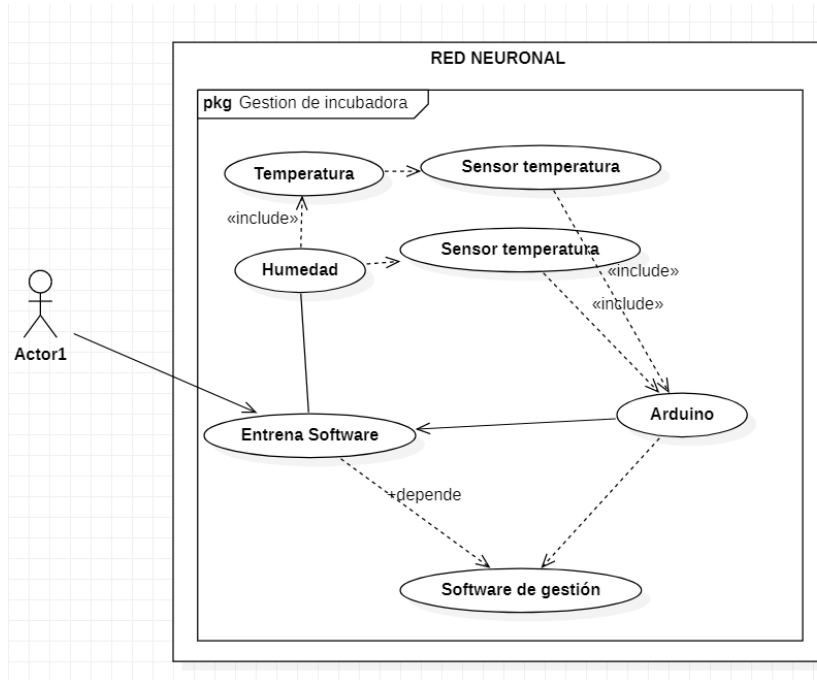 RED NEURONAL
pkg Gestion de incubadora
Temperatura
Sensor temperatura
«include»
Humedad
Sensor temperatura
«include»
«include»
Actor1
Entrena Software
Arduino
+depende
Software de gestión